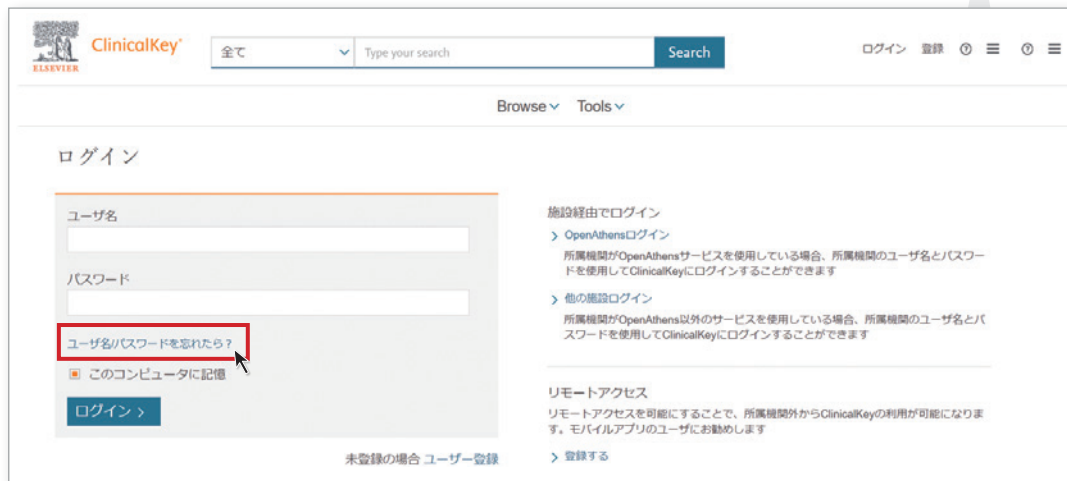 ELSEVIER
ClinicalKey®
全て
Type your search
Search
ログイン 登録
Browse Tools
ログイン
ユーザ名
パスワード
ユーザ名/パスワードを忘れたら?
このコンピュータに記憶
ログイン >
未登録の場合 ユーザー登録
施設経由でログイン
> OpenAthensログイン
所属機関がOpenAthensサービスを使用している場合、所属機関のユーザ名とパスワー
ドを使用してClinicalKeyにログインすることができます
> 他の施設ログイン
所属機関がOpenAthens以外のサービスを使用している場合、所属機関のユーザ名とパ
スワードを使用してClinicalKeyにログインすることができます
リモートアクセス
リモートアクセスを可能にすることで、所属機関外からClinicalKeyの利用が可能になりま
す。モバイルアプリのユーザにお勧めします
> 登録する